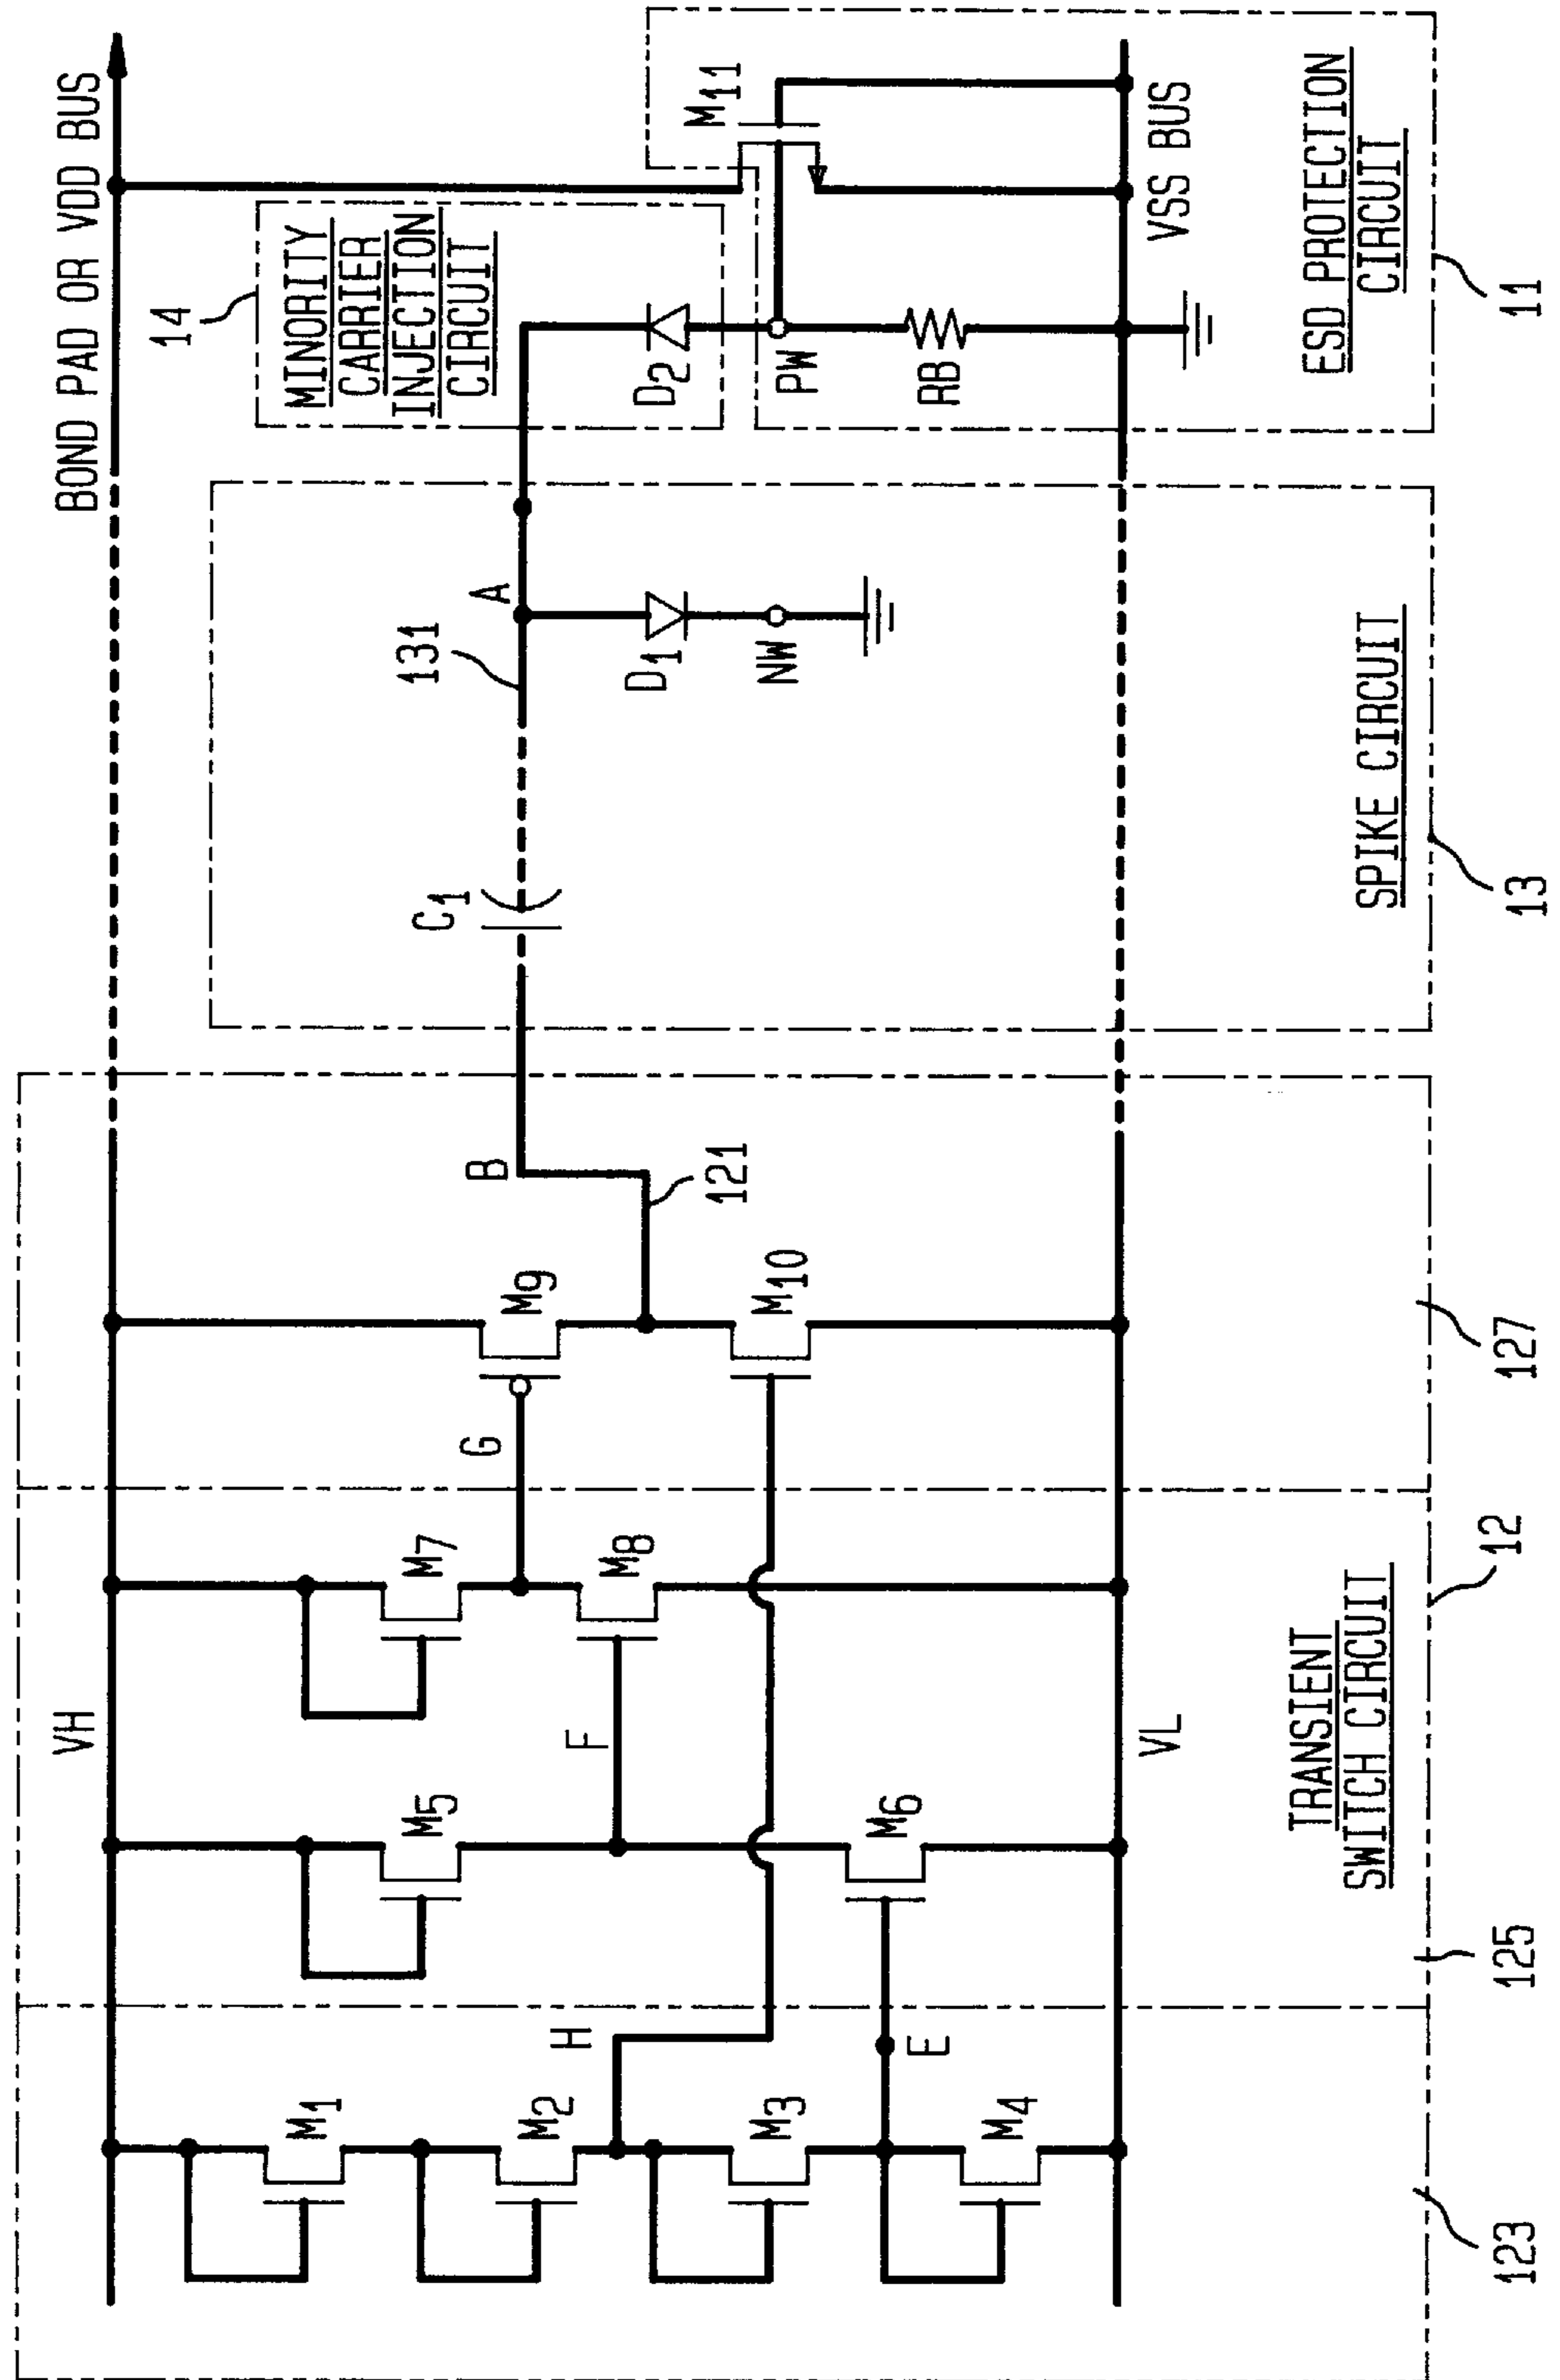 BOND PAD OR VDD BUS
VH
14
MINORITY
CARRIER
INJECTION
CIRCUIT
M11
D2
PW
RB
VSS BUS
ESD PROTECTION
CIRCUIT
11
131
A
D1
NW
C1
SPIKE CIRCUIT
13
B
121
M9
M10
G
127
M7
M8
F
M5
M6
VL
TRANSIENT
SWITCH CIRCUIT
12
125
H
E
M1
M2
M3
M4
123